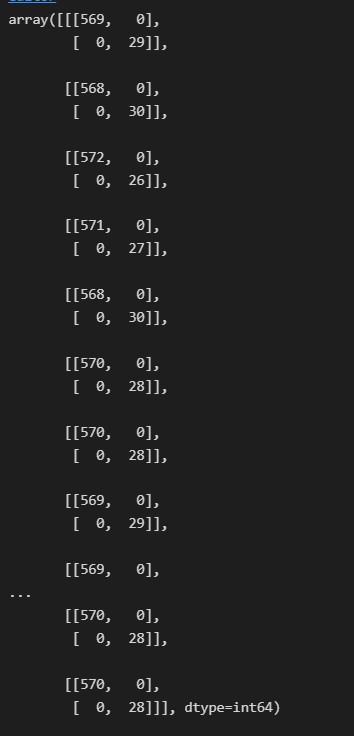 array([[[569,   0],
        [  0,  29]],
       [[568,   0],
        [  0,  30]],
       [[572,   0],
        [  0,  26]],
       [[571,   0],
        [  0,  27]],
       [[568,   0],
        [  0,  30]],
       [[570,   0],
        [  0,  28]],
       [[570,   0],
        [  0,  28]],
       [[569,   0],
        [  0,  29]],
       [[569,   0],
...
       [[570,   0],
        [  0,  28]],
       [[570,   0],
        [  0,  28]]], dtype=int64)